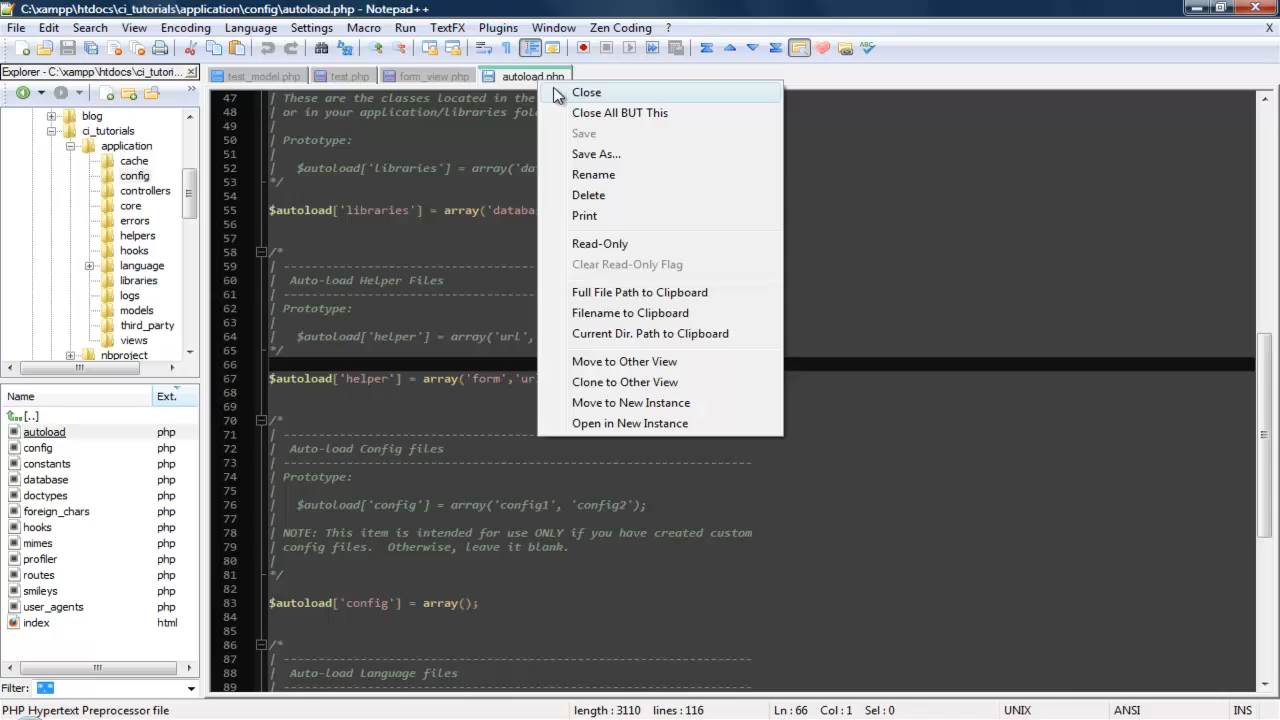 C:\xampp\htdocs\ci_tutorials\application\config\autoload.php - Notepad++
File Edit Search View Encoding Language Settings Macro Run TextFX Plugins Window Zen Coding ? X
Explorer - C:\xampp\htdocs\ci_tutori...
test_model.php test.php form_view.php autoload.php
blog
ci_tutorials
application
cache
config
controllers
core
errors
helpers
hooks
language
libraries
logs
models
third_party
views
nbproject
Name Ext.
[..]
autoload php
config php
constants php
database php
doctypes php
foreign_chars php
hooks php
mimes php
profiler php
routes php
smileys php
user_agents php
index html
Filter:
47 | These are the classes located in the
48 | or in your application/libraries fol
49 |
50 | Prototype:
51 |
52 | $autoload['libraries'] = array('da
53 */
54
55 $autoload['libraries'] = array('databas
56
57
58 /*
59 | -----------------------------------
60 | Auto-load Helper Files
61 | -----------------------------------
62 | Prototype:
63 |
64 | $autoload['helper'] = array('url',
65 */
66
67 $autoload['helper'] = array('form','url
68
69
70 /*
71 | -----------------------------------
72 | Auto-load Config files
73 | -------------------------------------------------------------------
74 | Prototype:
75 |
76 | $autoload['config'] = array('config1', 'config2');
77 |
78 | NOTE: This item is intended for use ONLY if you have created custom
79 | config files.  Otherwise, leave it blank.
80 |
81 */
82
83 $autoload['config'] = array();
84
85
86 /*
87 | -------------------------------------------------------------------
88 | Auto-load Language files
89 | -------------------------------------------------------------------
Close
Close All BUT This
Save
Save As...
Rename
Delete
Print
Read-Only
Clear Read-Only Flag
Full File Path to Clipboard
Filename to Clipboard
Current Dir. Path to Clipboard
Move to Other View
Clone to Other View
Move to New Instance
Open in New Instance
PHP Hypertext Preprocessor file length : 3110 lines : 116 Ln : 66 Col : 1 Sel : 0 UNIX ANSI INS